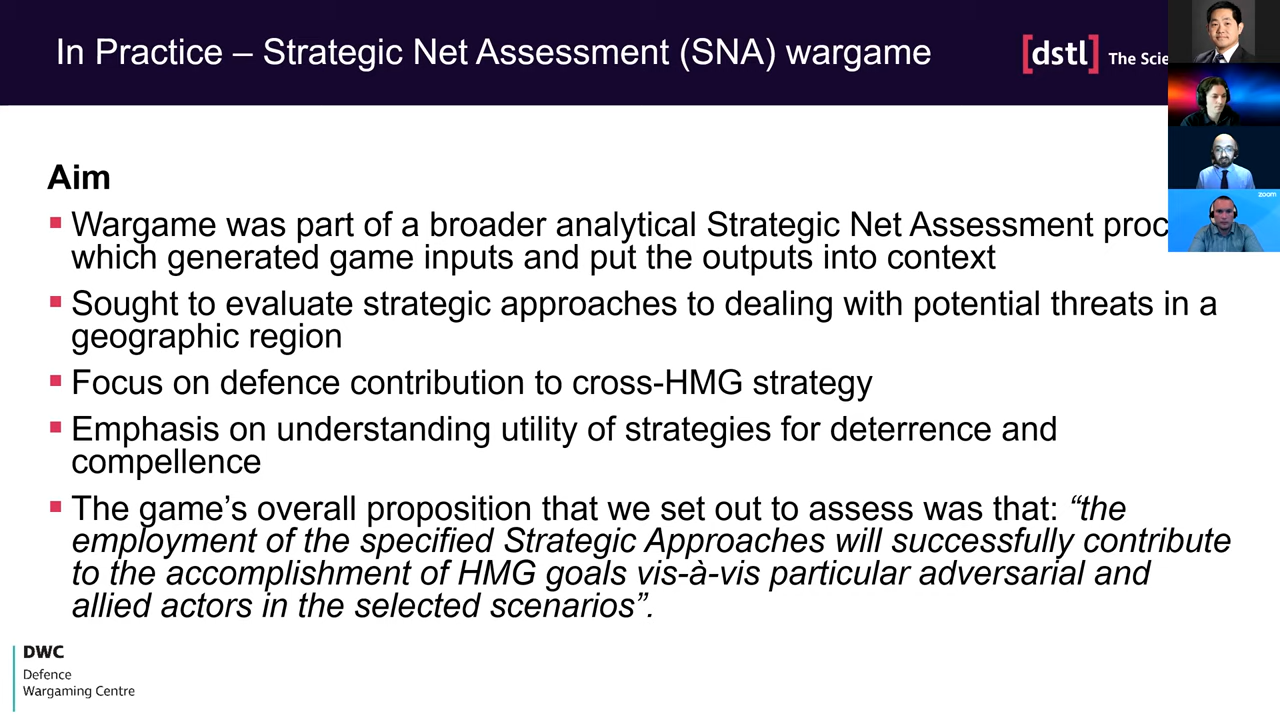 In Practice – Strategic Net Assessment (SNA) wargame
[dstl] The Scie
zoom
Aim
Wargame was part of a broader analytical Strategic Net Assessment proc
which generated game inputs and put the outputs into context
Sought to evaluate strategic approaches to dealing with potential threats in a
geographic region
Focus on defence contribution to cross-HMG strategy
Emphasis on understanding utility of strategies for deterrence and
compellence
The game’s overall proposition that we set out to assess was that: “the
employment of the specified Strategic Approaches will successfully contribute
to the accomplishment of HMG goals vis-à-vis particular adversarial and
allied actors in the selected scenarios”.
DWC
Defence
Wargaming Centre